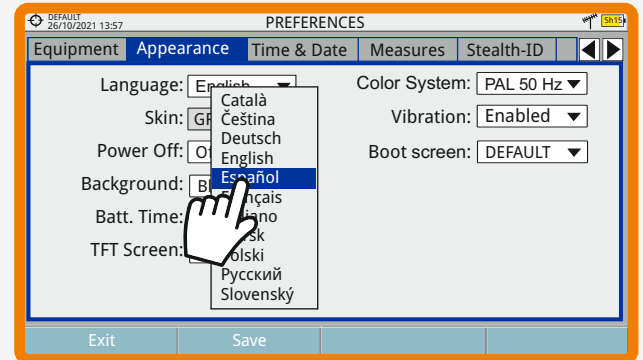 DEFAULT
26/10/2021 13:57
PREFERENCES
5h15
Equipment Appearance Time & Date Measures Stealth-ID
Language: English
Color System: PAL 50 Hz
Skin:
Vibration: Enabled
Power Off:
Boot screen: DEFAULT
Background:
Batt. Time:
TFT Screen:
Català
Čeština
Deutsch
English
Español
Polski
Русский
Slovenský
Exit Save